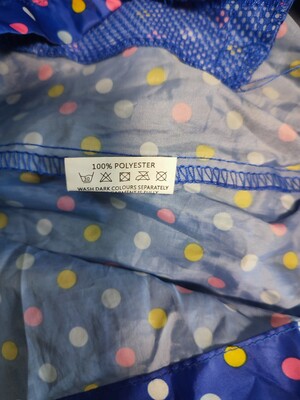 100% POLYESTER
WASH DARK COLOURS SEPARATELY